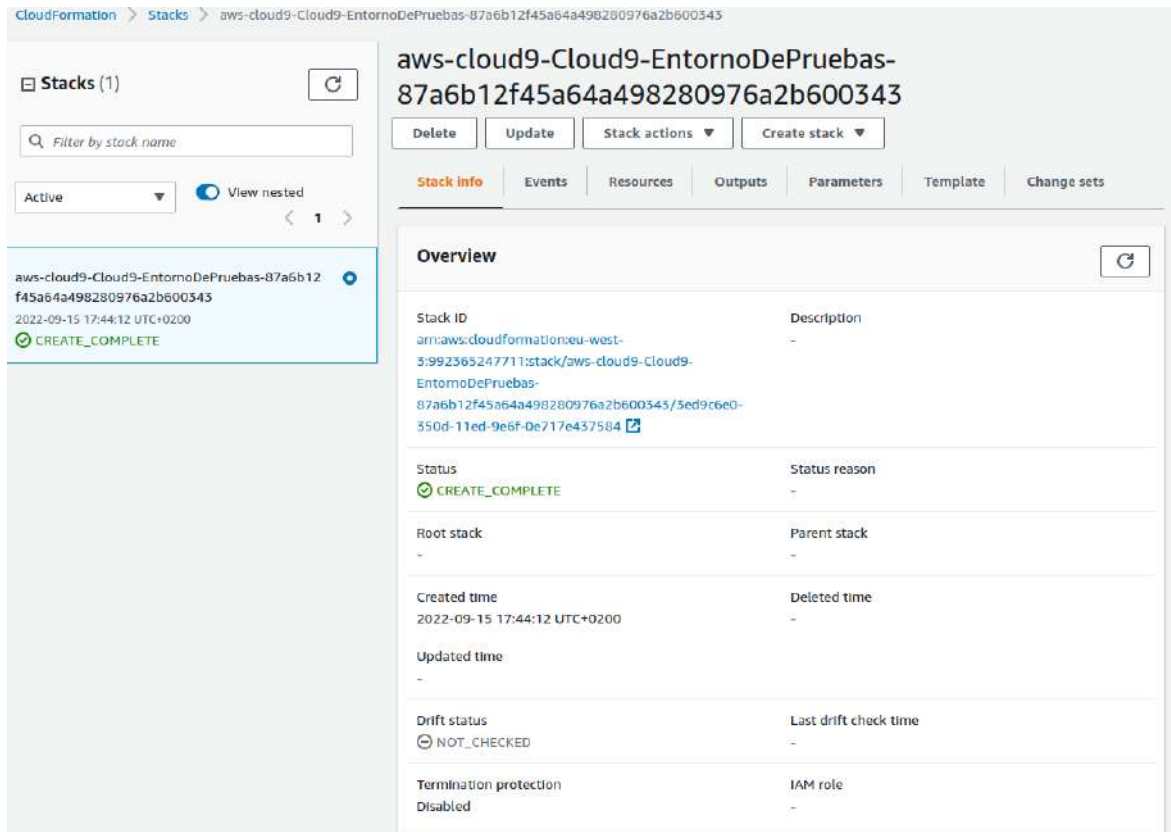 CloudFormation > Stacks > aws-cloud9-Cloud9-EntornoDePruebas-87a6b12f45a64a498280976a2b600343
Stacks (1)
Filter by stack name
Active
View nested
< 1 >
aws-cloud9-Cloud9-EntornoDePruebas-87a6b12
f45a64a498280976a2b600343
2022-09-15 17:44:12 UTC+0200
CREATE_COMPLETE
aws-cloud9-Cloud9-EntornoDePruebas-
87a6b12f45a64a498280976a2b600343
Delete Update Stack actions Create stack
Stack info Events Resources Outputs Parameters Template Change sets
Overview
Stack ID Description
arn:aws:cloudformation:eu-west- -
3:992365247711:stack/aws-cloud9-Cloud9-
EntornoDePruebas-
87a6b12f45a64a498280976a2b600343/3ed9c6e0-
350d-11ed-9e6f-0e717e437584
Status Status reason
CREATE_COMPLETE -
Root stack Parent stack
- -
Created time Deleted time
2022-09-15 17:44:12 UTC+0200 -
Updated time
-
Drift status Last drift check time
NOT_CHECKED -
Termination protection IAM role
Disabled -